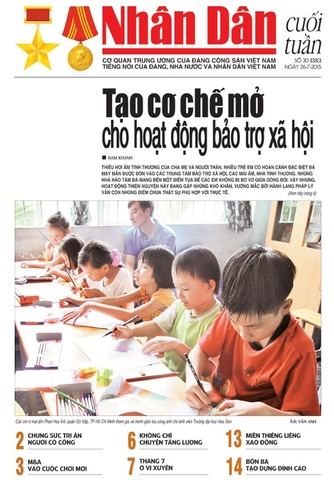 Nhân Dân
cuối
tuần
CƠ QUAN TRUNG ƯƠNG CỦA ĐẢNG CỘNG SẢN VIỆT NAM
TIẾNG NÓI CỦA ĐẢNG, NHÀ NƯỚC VÀ NHÂN DÂN VIỆT NAM
SỐ 30 (1380)
NGÀY 26-7-2015
Tạo cơ chế mở
cho hoạt động bảo trợ xã hội
NAM KHÁNH
THIẾU HƠI ẤM TÌNH THƯƠNG CỦA CHA MẸ VÀ NGƯỜI THÂN, NHIỀU TRẺ EM CÓ HOÀN CẢNH ĐẶC BIỆT ĐÃ
MAY MẮN ĐƯỢC ĐÓN VÀO CÁC TRUNG TÂM BẢO TRỢ XÃ HỘI, CÁC MÁI ẤM, NHÀ TÌNH THƯƠNG. NHỮNG
NHÀ NÀO TẤM ĐÃ MANG ĐẾN MỘT ĐIỂM TỰA ĐỂ CÁC EM KHÔNG BỊ BƠ VƠ GIỮA DÒNG ĐỜI. VẬY NHƯNG,
HOẠT ĐỘNG THIỆN NGUYỆN NÀY ĐANG GẶP NHỮNG KHÓ KHĂN, VƯỚNG MẮC BỞI HÀNH LANG PHÁP LÝ
VẪN CÒN NHỮNG ĐIỂM CHƯA THẬT SỰ PHÙ HỢP VỚI THỰC TẾ.
(Xem tiếp trang 4)
Các em ở mái ấm Phan Huy Ích, quận Gò Vấp, TP Hồ Chí Minh tham gia vẽ tranh giao lưu cùng anh chị sinh viên Trường đại học Hoa Sen.
Ảnh: VÂN ANH
2 CHUNG SỨC TRI ÂN
NGƯỜI CÓ CÔNG
3 M&A
VÀO CUỘC CHƠI MỚI
6 KHÔNG CHỈ
CHUYỆN TĂNG LƯƠNG
7 THÁNG 7
Ở VỊ XUYÊN
13 MIỀN THIÊNG LIÊNG
XAO ĐỘNG
14 BÔN BA
TẠO DỰNG ĐỈNH CAO